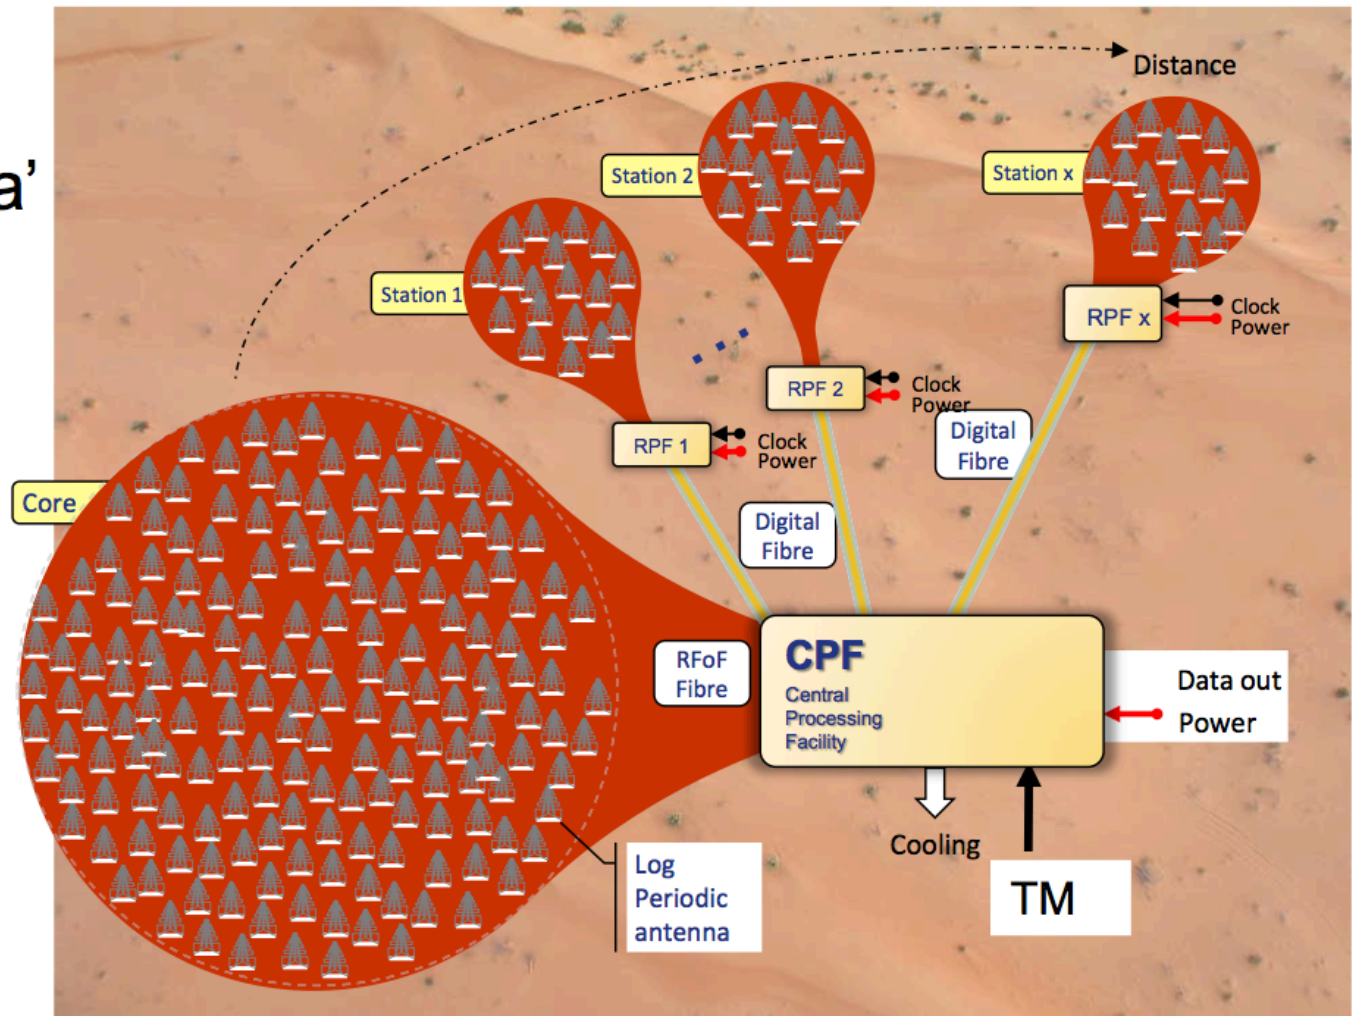 a’
Distance
Station 2
Station x
Station 1
Clock
Power
RPF x
RPF 2
Clock
Power
RPF 1
Clock
Power
Digital
Fibre
Core
Digital
Fibre
RFoF
Fibre
CPF
Central
Processing
Facility
Data out
Power
Cooling
Log
Periodic
antenna
TM